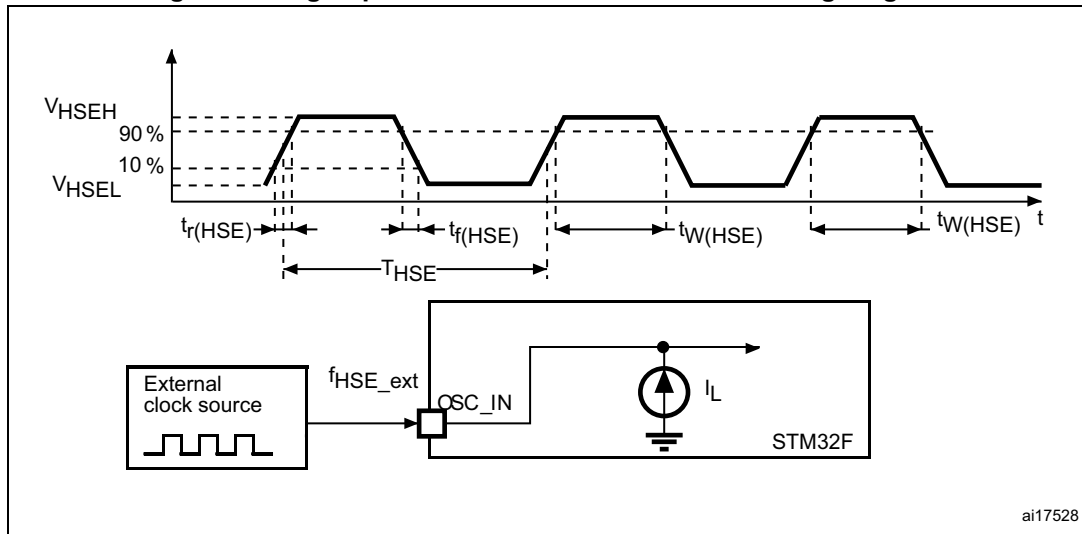 VHSEH
90 %
10 %
VHSEL
tr(HSE)
tf(HSE)
tW(HSE)
tW(HSE)
t
THSE
External
clock source
fHSE_ext
OSC_IN
IL
STM32F
ai17528